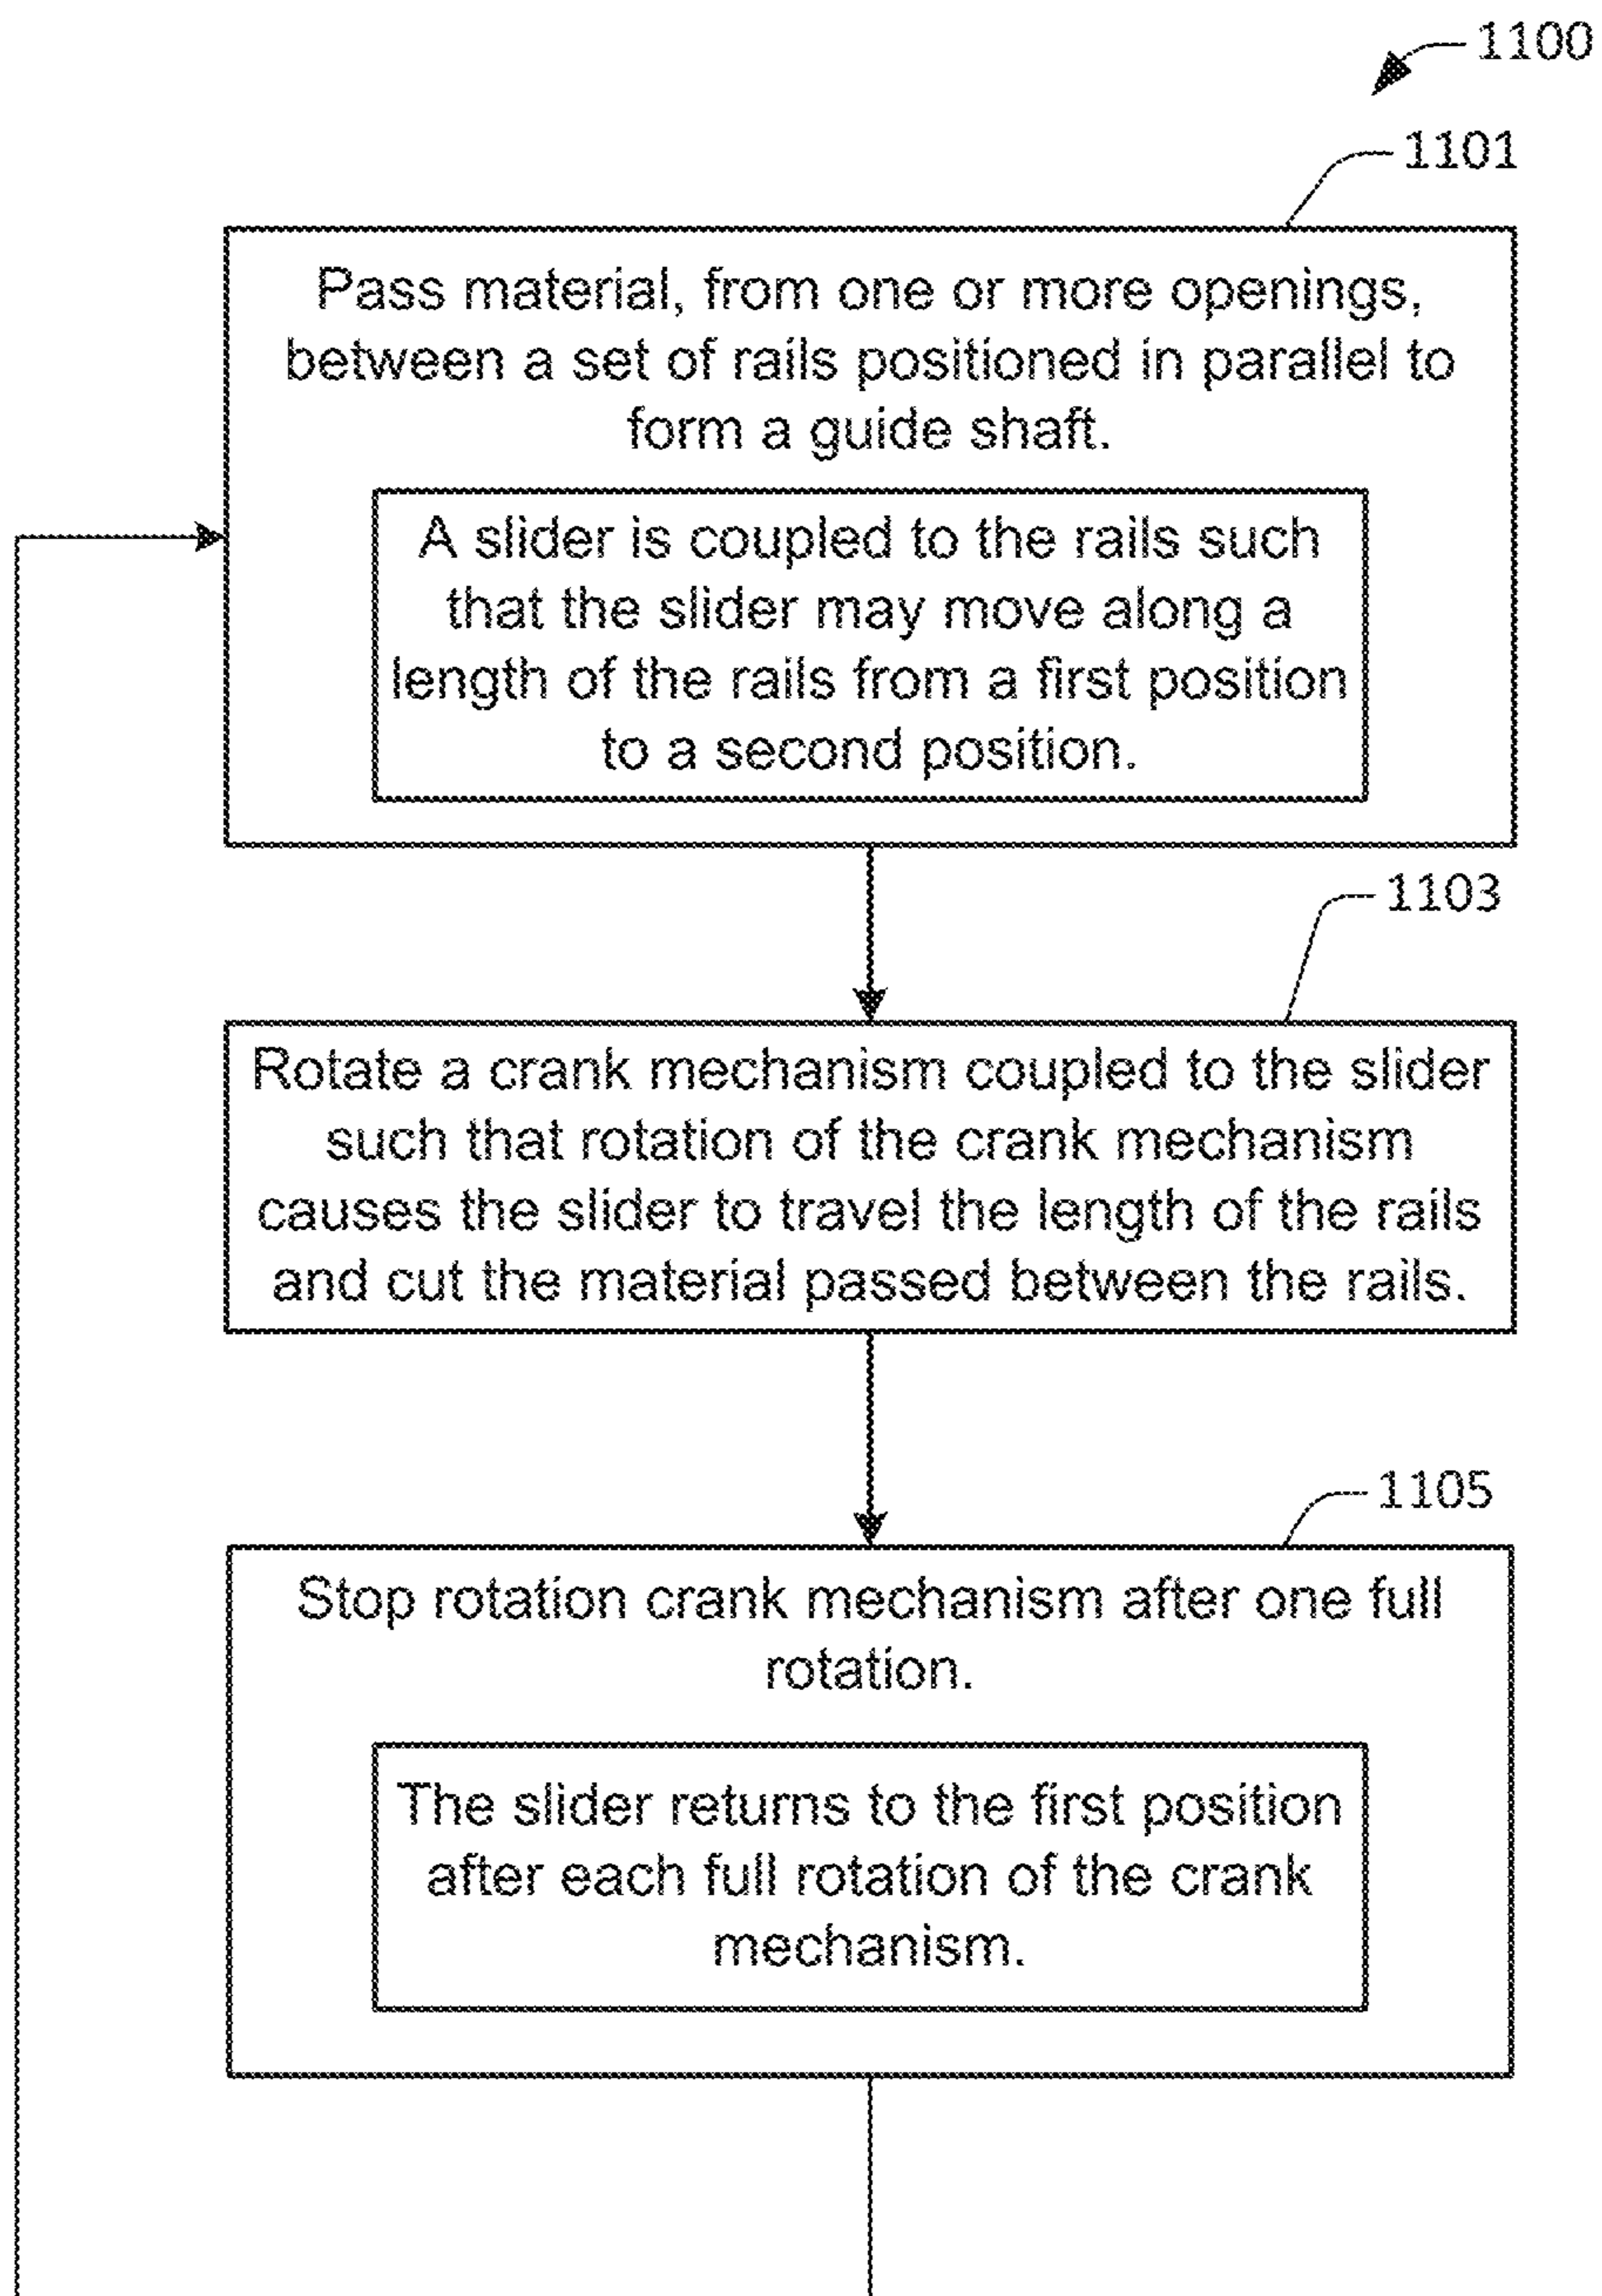 1100
1101
Pass material, from one or more openings,
between a set of rails positioned in parallel to
form a guide shaft.
A slider is coupled to the rails such
that the slider may move along a
length of the rails from a first position
to a second position.
1103
Rotate a crank mechanism coupled to the slider
such that rotation of the crank mechanism
causes the slider to travel the length of the rails
and cut the material passed between the rails.
1105
Stop rotation crank mechanism after one full
rotation.
The slider returns to the first position
after each full rotation of the crank
mechanism.